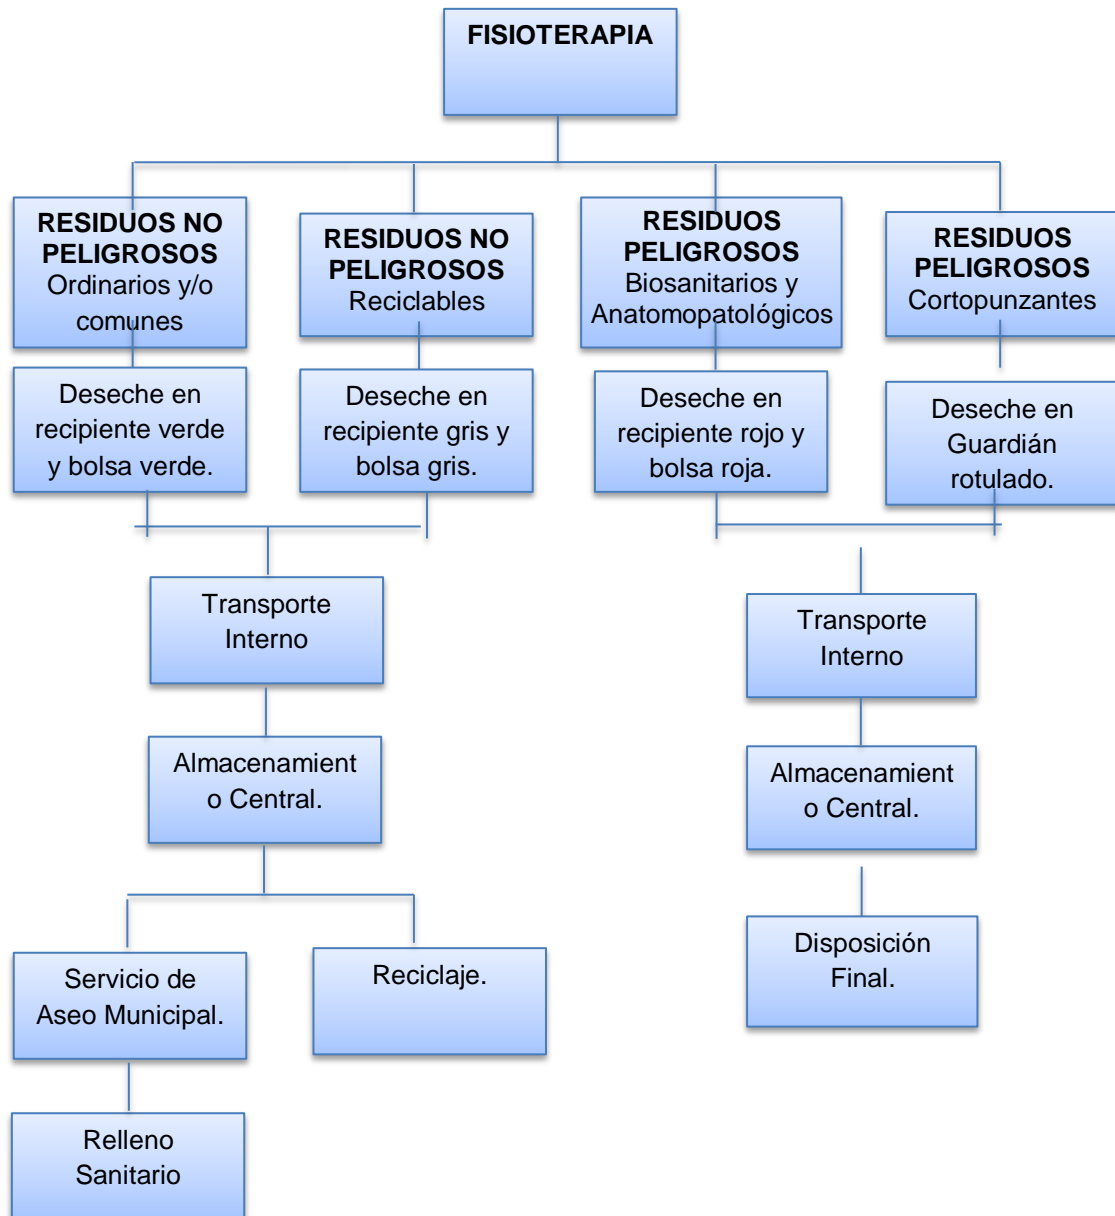 FISIOTERAPIA
RESIDUOS NO
PELIGROSOS
Ordinarios y/o
comunes
RESIDUOS NO
PELIGROSOS
Reciclables
RESIDUOS
PELIGROSOS
Biosanitarios y
Anatomopatológicos
RESIDUOS
PELIGROSOS
Cortopunzantes
Deseche en
recipiente verde
y bolsa verde.
Deseche en
recipiente gris y
bolsa gris.
Deseche en
recipiente rojo y
bolsa roja.
Deseche en
Guardián
rotulado.
Transporte
Interno
Transporte
Interno
Almacenamient
o Central.
Almacenamient
o Central.
Servicio de
Aseo Municipal.
Reciclaje.
Disposición
Final.
Relleno
Sanitario